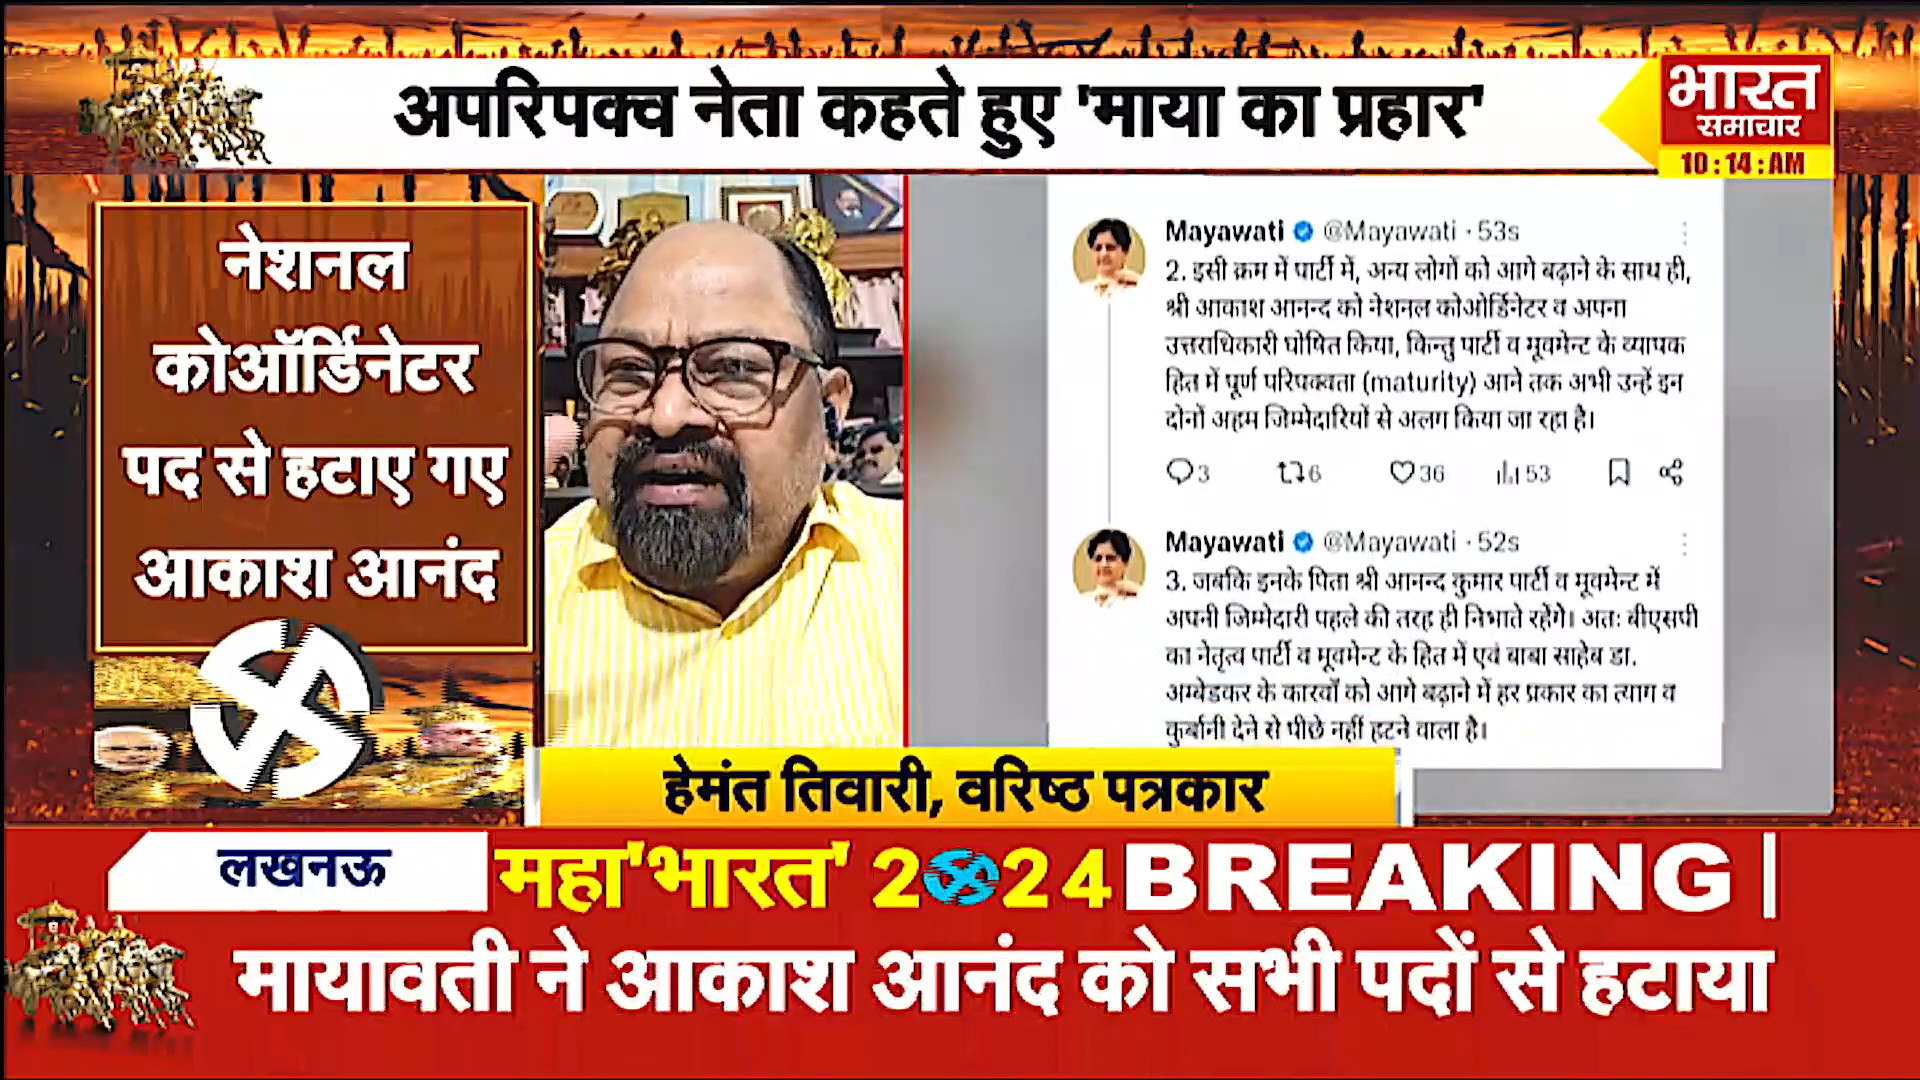 अपरिपक्व नेता कहते हुए 'माया का प्रहार'
भारत
समाचार
10:14:AM
नेशनल
कोऑर्डिनेटर
पद से हटाए गए
आकाश आनंद
Mayawati @Mayawati · 53s
2. इसी क्रम में पार्टी में, अन्य लोगों को आगे बढ़ाने के साथ ही,
श्री आकाश आनन्द को नेशनल कोओर्डिनेटर व अपना
उत्तराधिकारी घोषित किया, किन्तु पार्टी व मूवमेन्ट के व्यापक
हित में पूर्ण परिपक्वता (maturity) आने तक अभी उन्हें इन
दोनों अहम जिम्मेदारियों से अलग किया जा रहा है।
3 6 36 53
Mayawati @Mayawati · 52s
3. जबकि इनके पिता श्री आनन्द कुमार पार्टी व मूवमेन्ट में
अपनी जिम्मेदारी पहले की तरह ही निभाते रहेंगे। अतः बीएसपी
का नेतृत्व पार्टी व मूवमेन्ट के हित में एवं बाबा साहेब डा.
अम्बेडकर के कारवाँ को आगे बढ़ाने में हर प्रकार का त्याग व
कुर्बानी देने से पीछे नहीं हटने वाला है।
हेमंत तिवारी, वरिष्ठ पत्रकार
लखनऊ
महा'भारत' 2024 BREAKING
मायावती ने आकाश आनंद को सभी पदों से हटाया